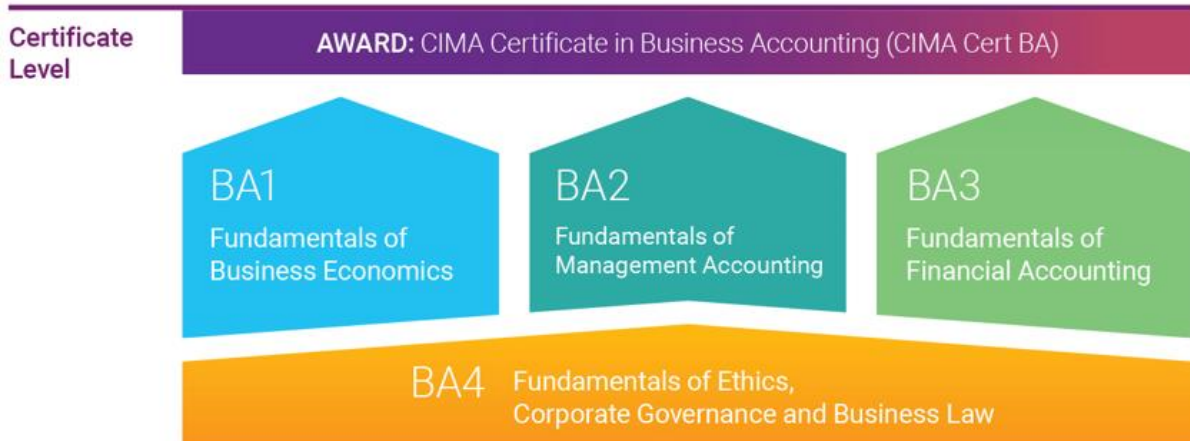 Certificate
Level
AWARD: CIMA Certificate in Business Accounting (CIMA Cert BA)
BA1
Fundamentals of
Business Economics
BA2
Fundamentals of
Management Accounting
BA3
Fundamentals of
Financial Accounting
BA4
Fundamentals of Ethics,
Corporate Governance and Business Law